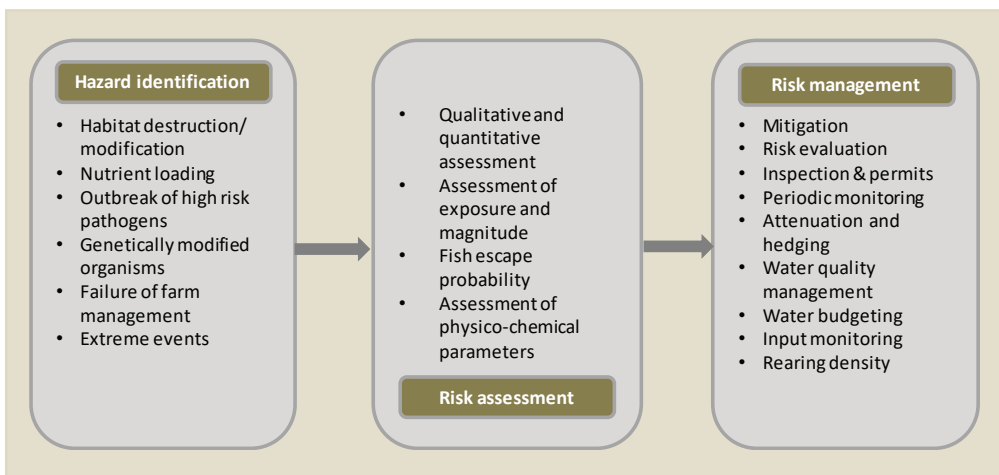 Hazard identification
• Habitat destruction/
modification
• Nutrient loading
• Outbreak of high risk
pathogens
• Genetically modified
organisms
• Failure of farm
management
• Extreme events
• Qualitative and
quantitative
assessment
• Assessment of
exposure and
magnitude
• Fish escape
probability
• Assessment of
physico-chemical
parameters
Risk assessment
Risk management
• Mitigation
• Risk evaluation
• Inspection & permits
• Periodic monitoring
• Attenuation and
hedging
• Water quality
management
• Water budgeting
• Input monitoring
• Rearing density